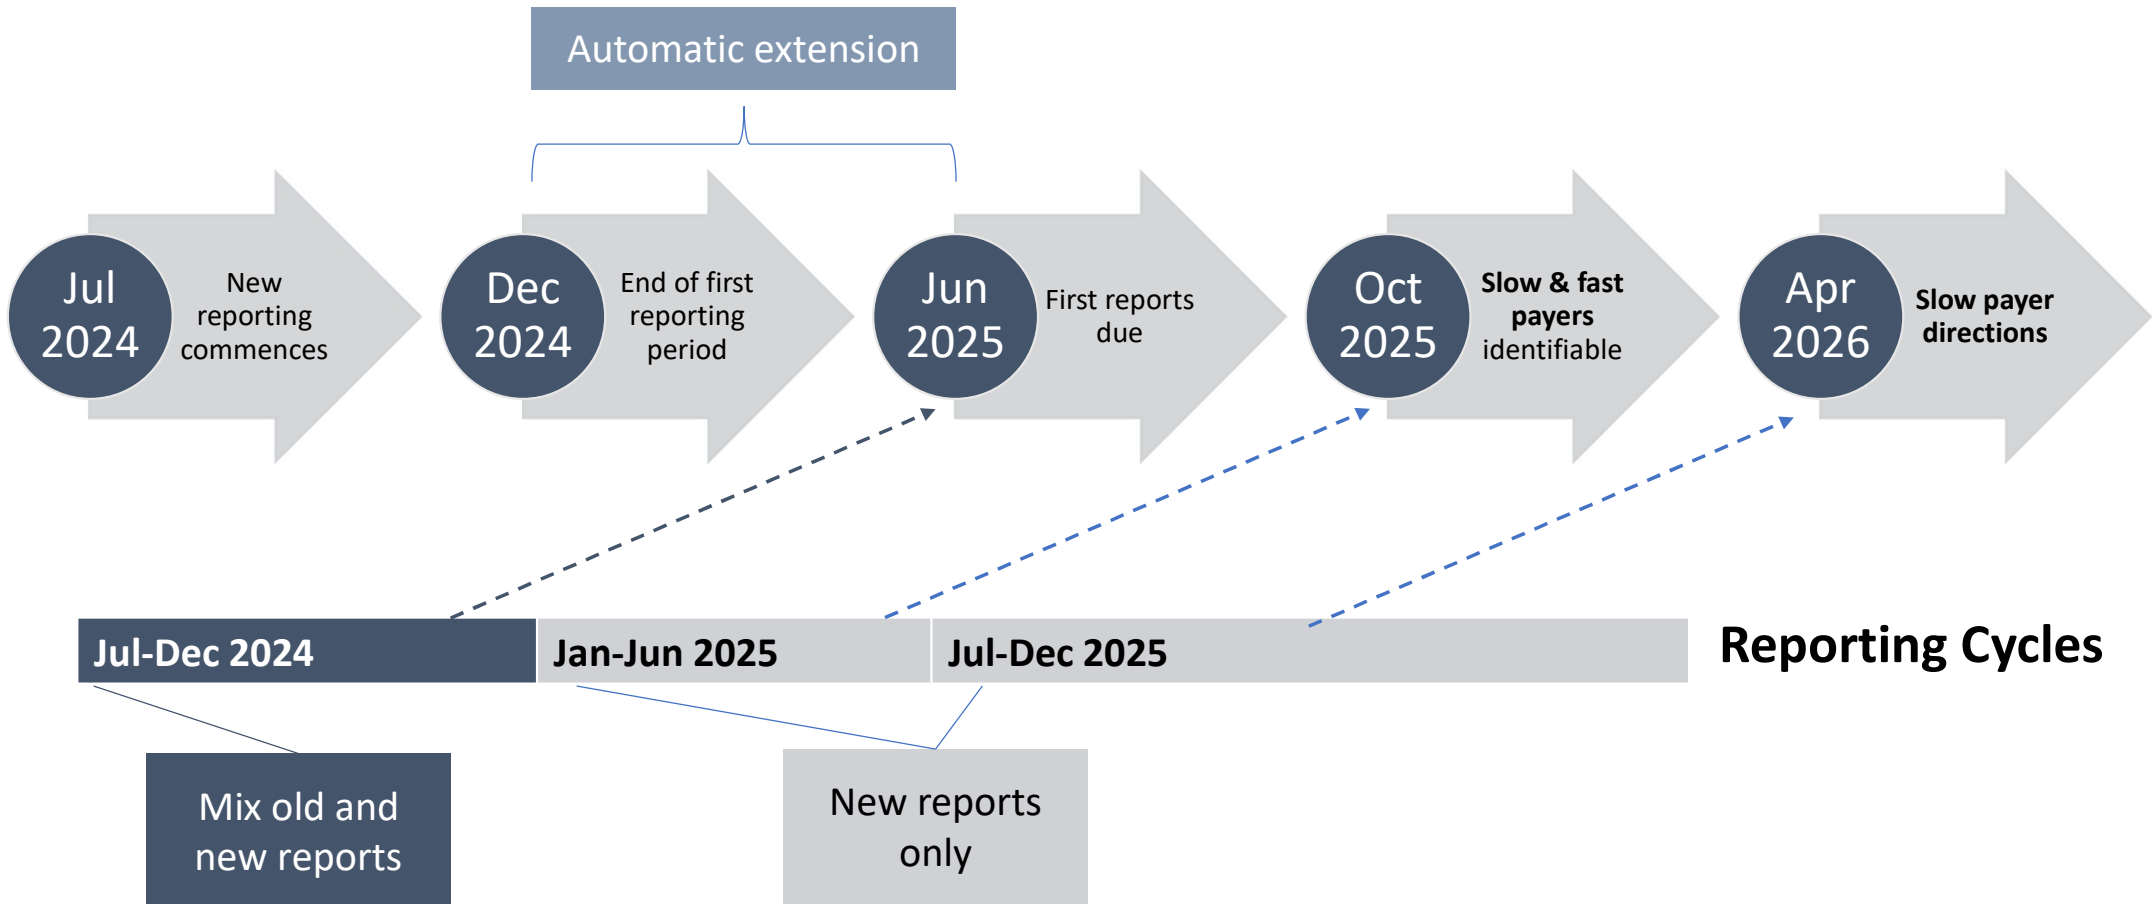 Automatic extension
Jul
2024
New
reporting
commences
Dec
2024
End of first
reporting
period
Jun
2025
First reports
due
Oct
2025
Slow & fast
payers
identifiable
Apr
2026
Slow payer
directions
Jul-Dec 2024
Jan-Jun 2025
Jul-Dec 2025
Reporting Cycles
Mix old and
new reports
New reports
only